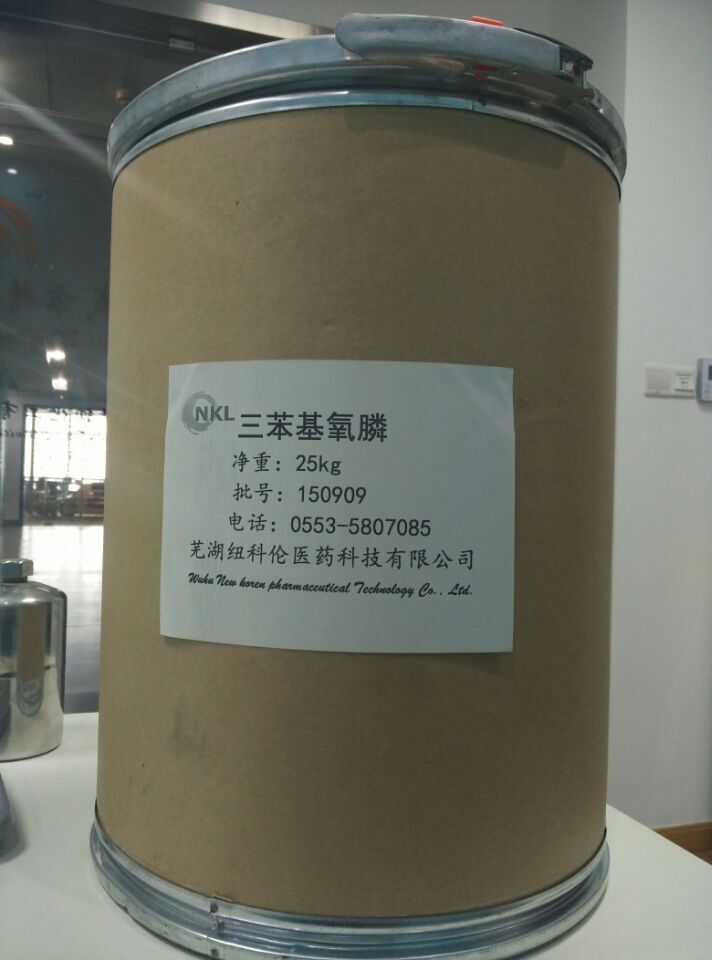 NKL 三苯基氧膦
净重：25kg
批号：150909
电话：0553-5807085
芜湖纽科伦医药科技有限公司
Wuhu New koren pharmaceutical Technology Co., Ltd.